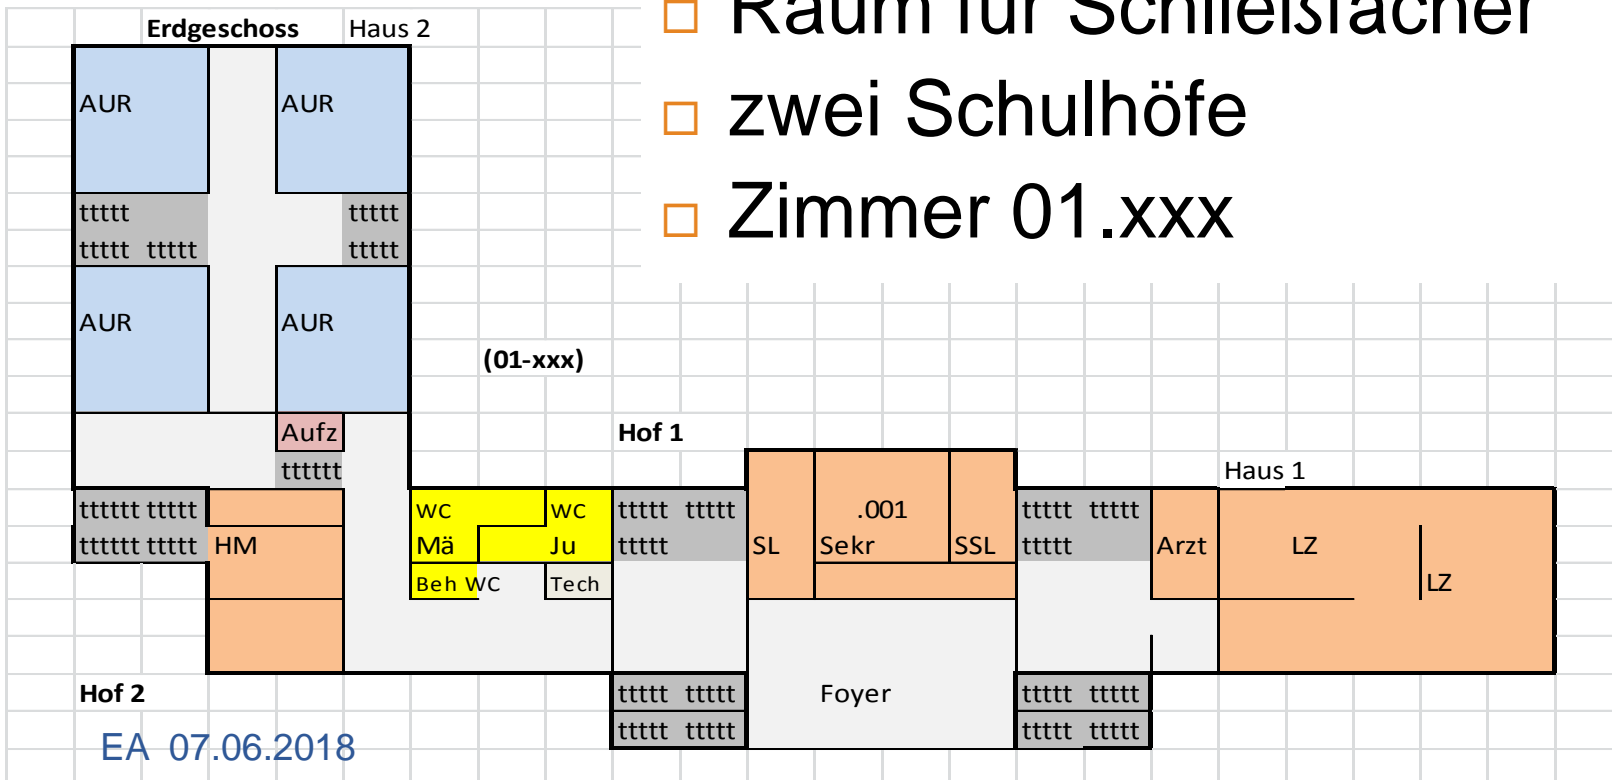 Raum für Schließfächer
zwei Schulhöfe
Zimmer 01.xxx
Erdgeschoss Haus 2
AUR AUR
ttttt ttttt
ttttt ttttt ttttt
AUR AUR
(01-xxx)
Aufz Hof 1
tttttt Haus 1
tttttt ttttt wc wc ttttt ttttt .001 ttttt ttttt
tttttt ttttt HM Mä Ju ttttt SL Sekr SSL ttttt Arzt LZ
Beh WC Tech LZ
Hof 2 ttttt ttttt Foyer ttttt ttttt
ttttt ttttt ttttt ttttt
EA 07.06.2018